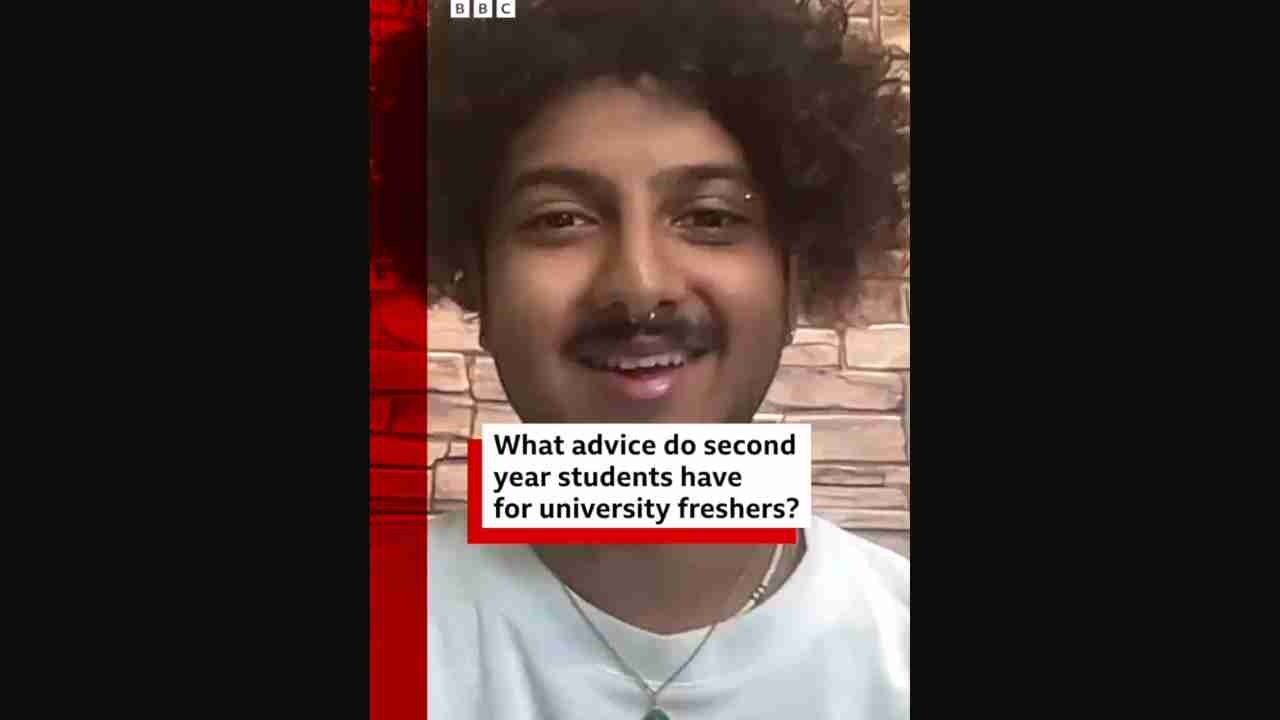 BBC
What advice do second
year students have
for university freshers?